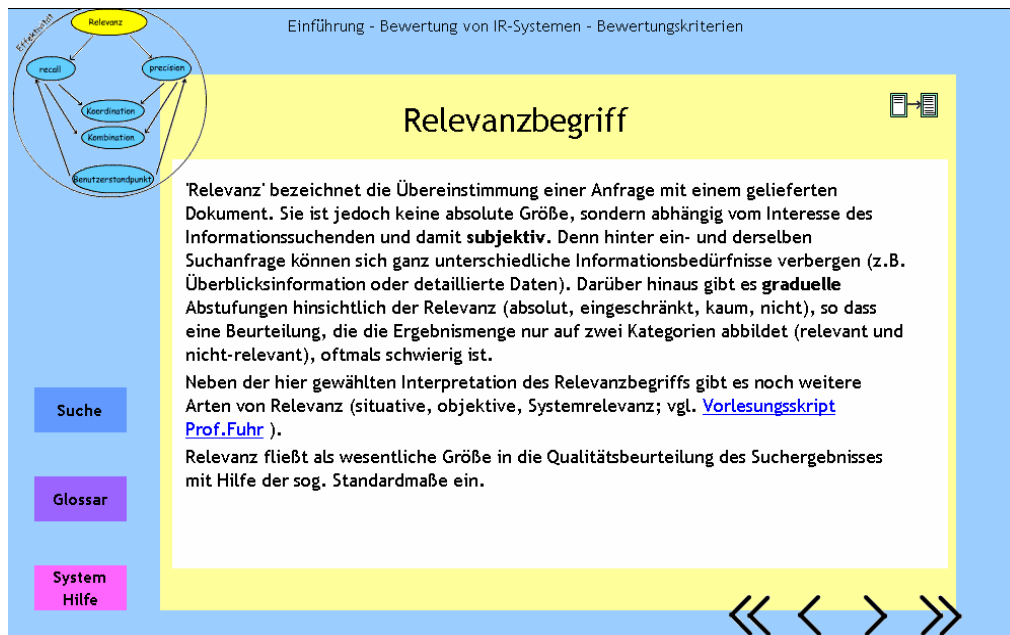 Einführung - Bewertung von IR-Systemen - Bewertungskriterien
Effektivität
Relevanz
recall
precision
Koordination
Kombination
Benutzerstandpunkt
Relevanzbegriff
'Relevanz' bezeichnet die Übereinstimmung einer Anfrage mit einem gelieferten
Dokument. Sie ist jedoch keine absolute Größe, sondern abhängig vom Interesse des
Informationssuchenden und damit subjektiv. Denn hinter ein- und derselben
Suchanfrage können sich ganz unterschiedliche Informationsbedürfnisse verbergen (z.B.
Überblicksinformation oder detaillierte Daten). Darüber hinaus gibt es graduelle
Abstufungen hinsichtlich der Relevanz (absolut, eingeschränkt, kaum, nicht), so dass
eine Beurteilung, die die Ergebnismenge nur auf zwei Kategorien abbildet (relevant und
nicht-relevant), oftmals schwierig ist.
Neben der hier gewählten Interpretation des Relevanzbegriffs gibt es noch weitere
Arten von Relevanz (situative, objektive, Systemrelevanz; vgl. Vorlesungsskript
Prof.Fuhr ).
Relevanz fließt als wesentliche Größe in die Qualitätsbeurteilung des Suchergebnisses
mit Hilfe der sog. Standardmaße ein.
Suche
Glossar
System
Hilfe